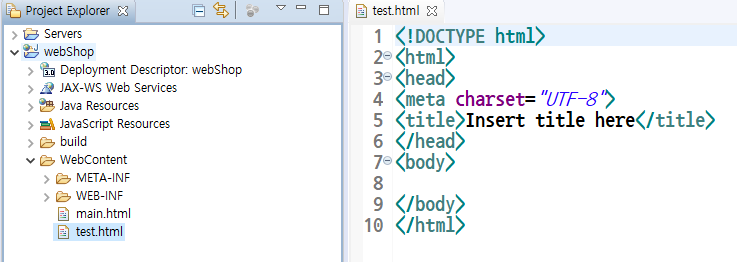 Project Explorer
Servers
webShop
Deployment Descriptor: webShop
JAX-WS Web Services
Java Resources
JavaScript Resources
build
WebContent
META-INF
WEB-INF
main.html
test.html
test.html
1 <!DOCTYPE html>
2 <html>
3 <head>
4 <meta charset="UTF-8">
5 <title>Insert title here</title>
6 </head>
7 <body>
8
9 </body>
10 </html>